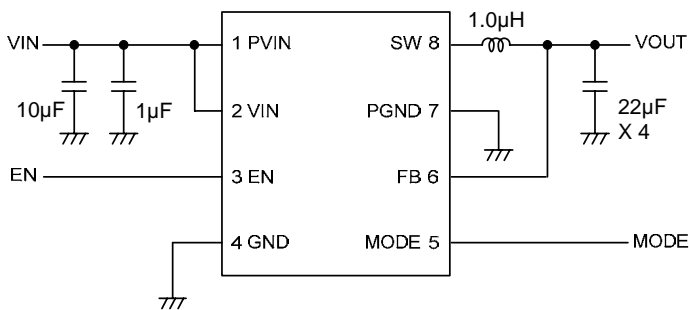 1.0µH
VIN
1 PVIN
SW 8
VOUT
10µF
1µF
2 VIN
PGND 7
22µF
X 4
EN
3 EN
FB 6
4 GND
MODE 5
MODE